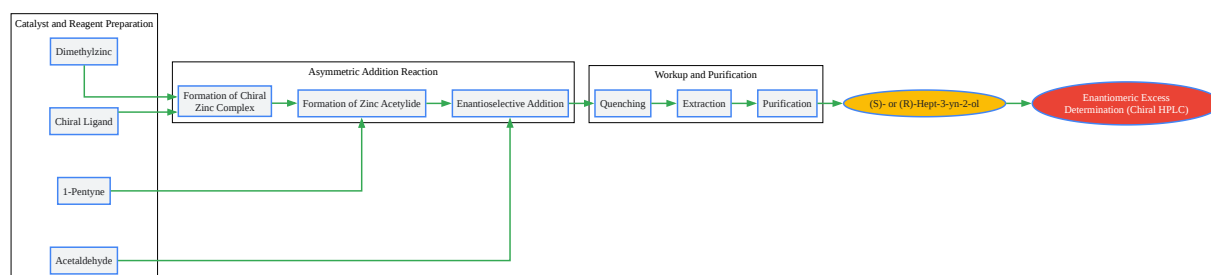 Catalyst and Reagent Preparation
Dimethylzinc
Chiral Ligand
1-Pentyne
Acetaldehyde
Asymmetric Addition Reaction
Formation of Chiral
Zinc Complex
Formation of Zinc Acetylide
Enantioselective Addition
Workup and Purification
Quenching
Extraction
Purification
(S)- or (R)-Hept-3-yn-2-ol
Enantiomeric Excess
Determination (Chiral HPLC)